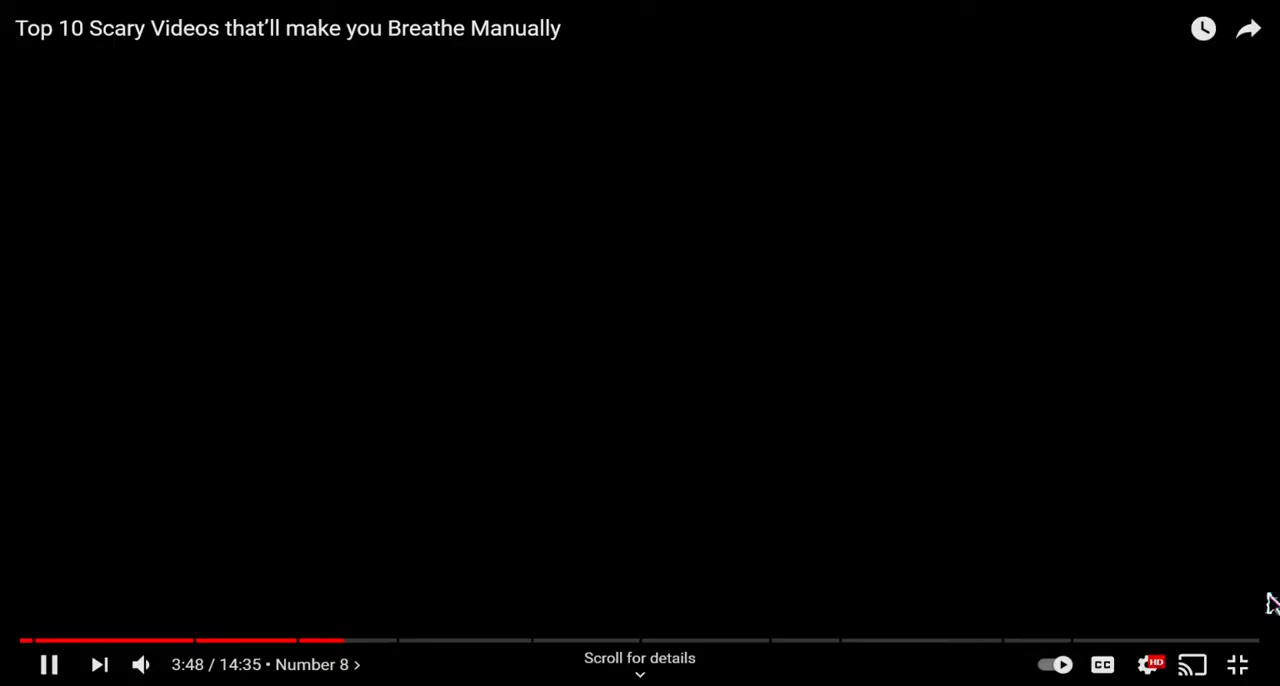 Top 10 Scary Videos that’ll make you Breathe Manually
Scroll for details
3:48 / 14:35 • Number 8 ›
CC
HD